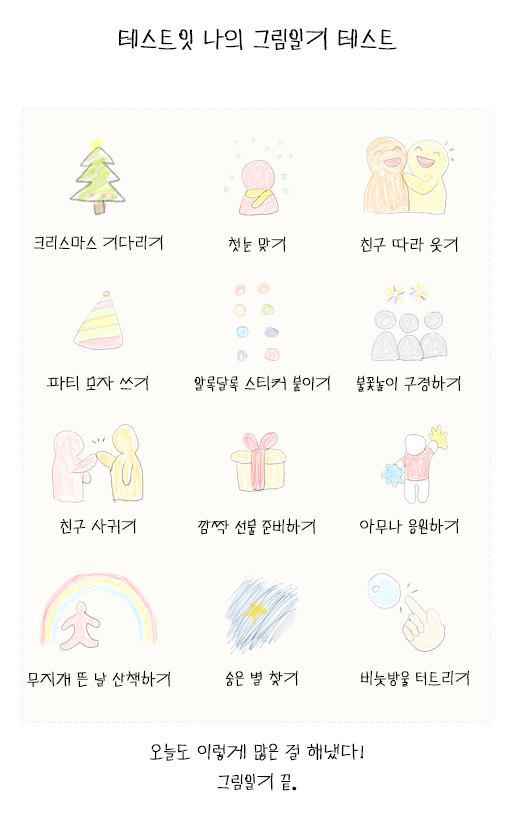 테스트잇 나의 그림일기 테스트
크리스마스 기다리기
첫눈 맞기
친구 따라 웃기
파티 모자 쓰기
알록달록 스티커 붙이기
불꽃놀이 구경하기
친구 사귀기
깜짝 선물 준비하기
아무나 응원하기
무지개 뜬 날 산책하기
숨은 별 찾기
비눗방울 터트리기
오늘도 이렇게 많은 걸 해냈다!
그림일기 끝.